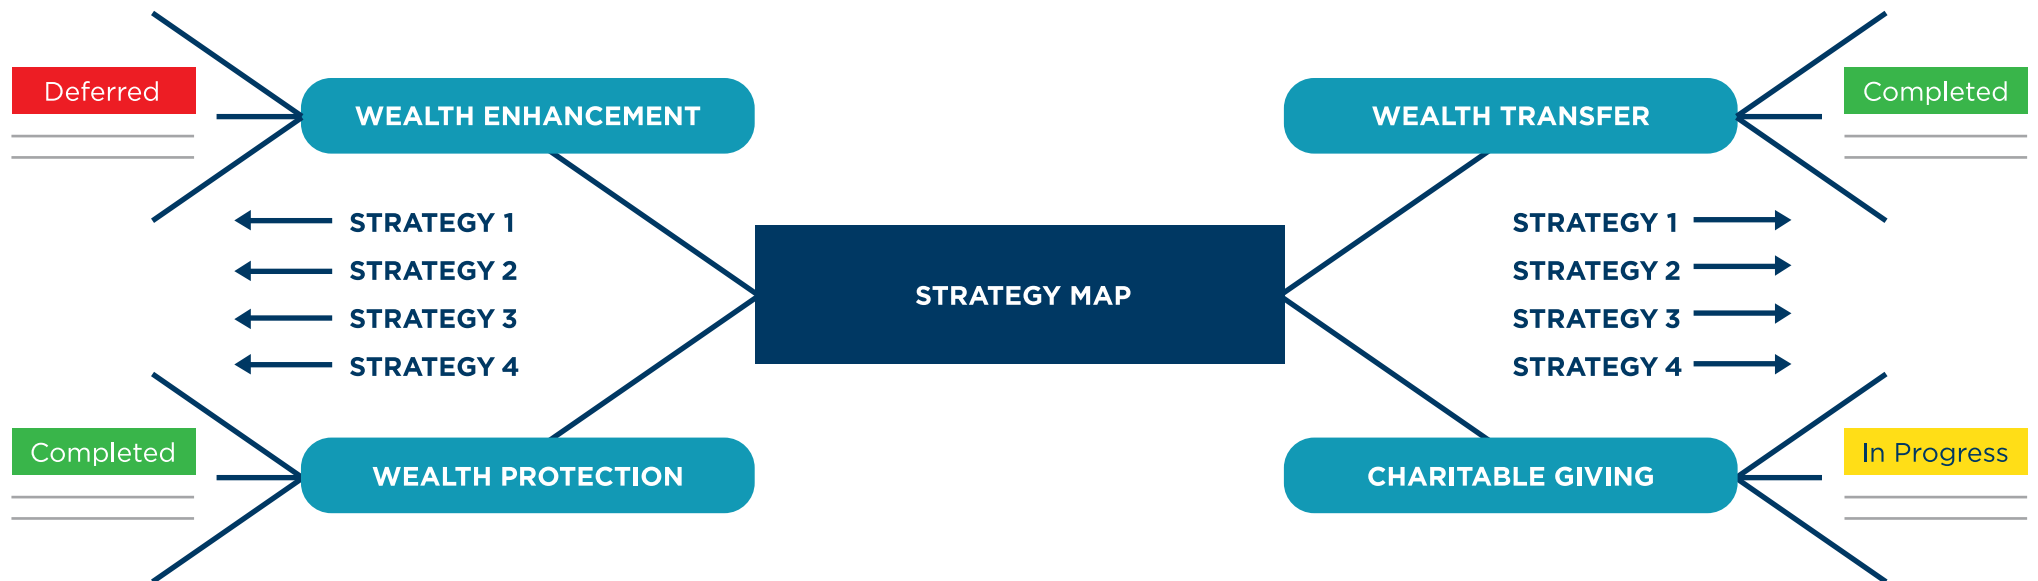 Deferred
WEALTH ENHANCEMENT
WEALTH TRANSFER
Completed
STRATEGY 1
STRATEGY 2
STRATEGY 3
STRATEGY 4
STRATEGY MAP
STRATEGY 1
STRATEGY 2
STRATEGY 3
STRATEGY 4
Completed
WEALTH PROTECTION
CHARITABLE GIVING
In Progress